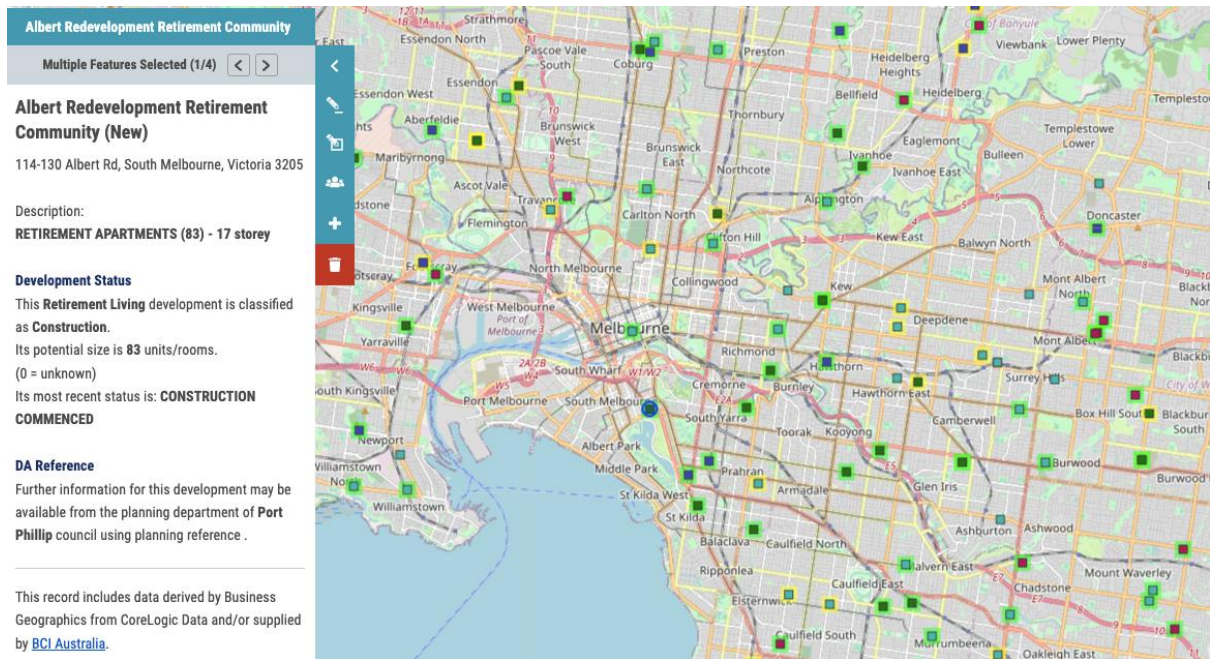 Albert Redevelopment Retirement Community
Multiple Features Selected (1/4)
Albert Redevelopment Retirement
Community (New)
114-130 Albert Rd, South Melbourne, Victoria 3205
Description:
RETIREMENT APARTMENTS (83) - 17 storey
Development Status
This Retirement Living development is classified
as Construction.
Its potential size is 83 units/rooms.
(0 = unknown)
Its most recent status is: CONSTRUCTION
COMMENCED
DA Reference
Further information for this development may be
available from the planning department of Port
Phillip council using planning reference .
This record includes data derived by Business
Geographics from CoreLogic Data and/or supplied
by BCI Australia.
Strathmore
Essendon North
Pascoe Vale
South
Coburg
Preston
Heidelberg
Heights
Viewbank
Lower Plenty
Essendon
Essendon West
Aberfeldie
Brunswick
West
Thornbury
Bellfield
Heidelberg
Templestowe
Lower
Eaglemont
Bulleen
Maribyrnong
Brunswick
East
Ivanhoe
Ivanhoe East
Northcote
Ascot Vale
Carlton North
Flemington
Clifton Hill
Kew East
Doncaster
Balwyn North
North Melbourne
Collingwood
Mont Albert
North
Kingsville
West Melbourne
Port of
Melbourne
Kew
Deepdene
Yarraville
Melbourne
Mont Albert
Richmond
South Wharf
W1/W2
Cremorne
Burnley
Hawthorn East
Surrey Hills
Port Melbourne
E2A
South Yarra
Camberwell
Box Hill South
South
Toorak
Kooyong
Newport
Albert Park
Middle Park
Prahran
Armadale
Glen Iris
Burwood
St Kilda West
Williamstown
St Kilda
Ashburton
Ashwood
Balaclava
Caulfield North
Ripponlea
Malvern East
Mount Waverley
Caulfield East
Chadstone
Elsternwick
Caulfield South
Murrumbeena
Oakleigh East